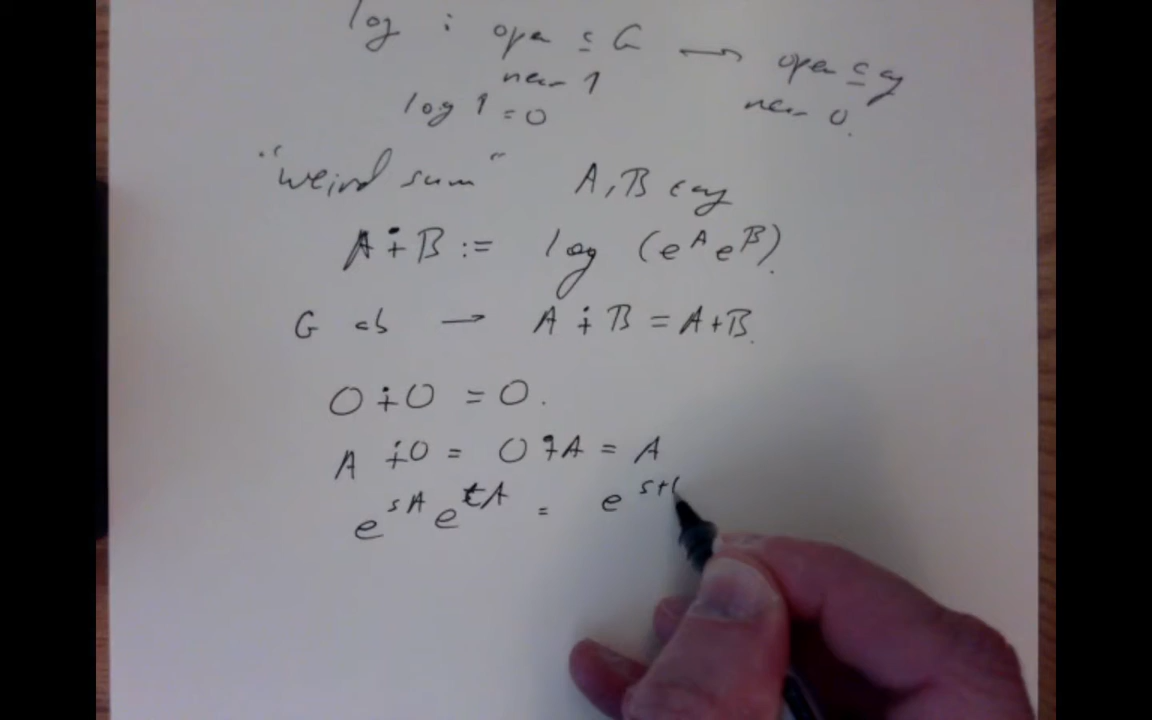 log : open ⊆ G ⟶ open ⊆ 𝔤
near 1 near 0.
log 1 = 0
"weird sum" A, B ∈ 𝔤
A ∔ B := log (e^A e^B).
G ab → A ∔ B = A + B.
0 ∔ 0 = 0.
A ∔ 0 = 0 ∔ A = A
e^{sA} e^{tA} = e^{s+